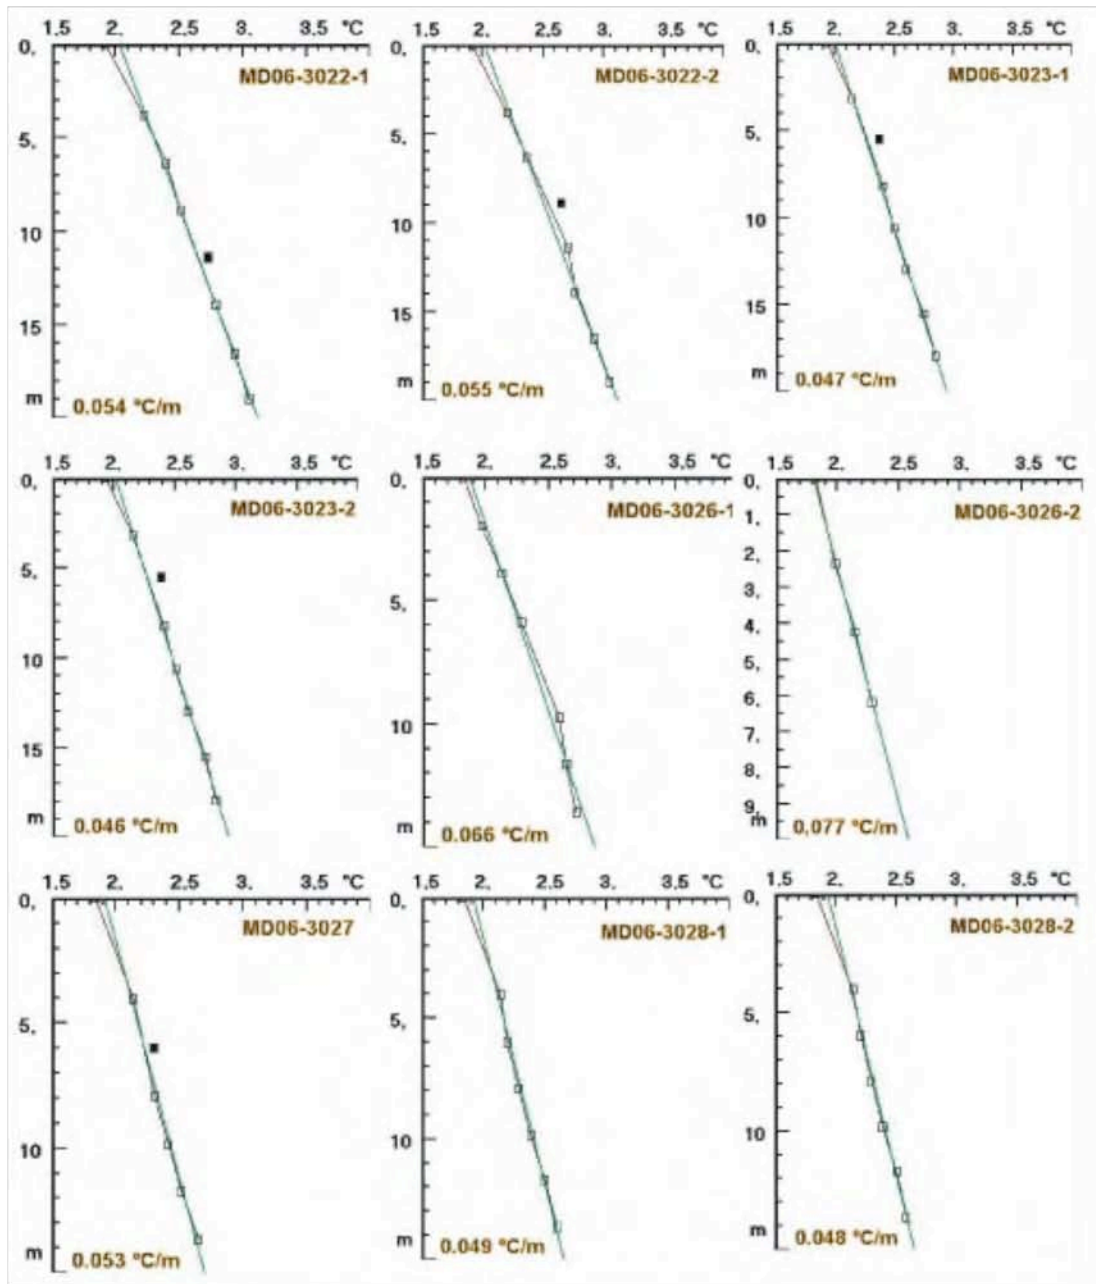 1.5 2. 2.5 3. 3.5 °C
0.
MD06-3022-1
5.
10
15
m
0.054 °C/m
1.5 2. 2.5 3. 3.5 °C
0.
MD06-3022-2
5.
10
15
m
0.055 °C/m
1.5 2. 2.5 3. 3.5 °C
0.
MD06-3023-1
5.
10
15
m
0.047 °C/m
1.5 2. 2.5 3. 3.5 °C
0.
MD06-3023-2
5.
10
15
m
0.046 °C/m
1.5 2. 2.5 3. 3.5 °C
0.
MD06-3026-1
5.
10
m
0.066 °C/m
1.5 2. 2.5 3. 3.5 °C
0.
MD06-3026-2
1.
2.
3.
4.
5.
6.
7.
8.
9.
m
0,077 °C/m
1.5 2. 2.5 3. 3.5 °C
0.
MD06-3027
5.
10
m
0.053 °C/m
1.5 2. 2.5 3. 3.5 °C
0.
MD06-3028-1
5.
10
m
0.049 °C/m
1.5 2. 2.5 3. 3.5 °C
0.
MD06-3028-2
5.
10
m
0.048 °C/m